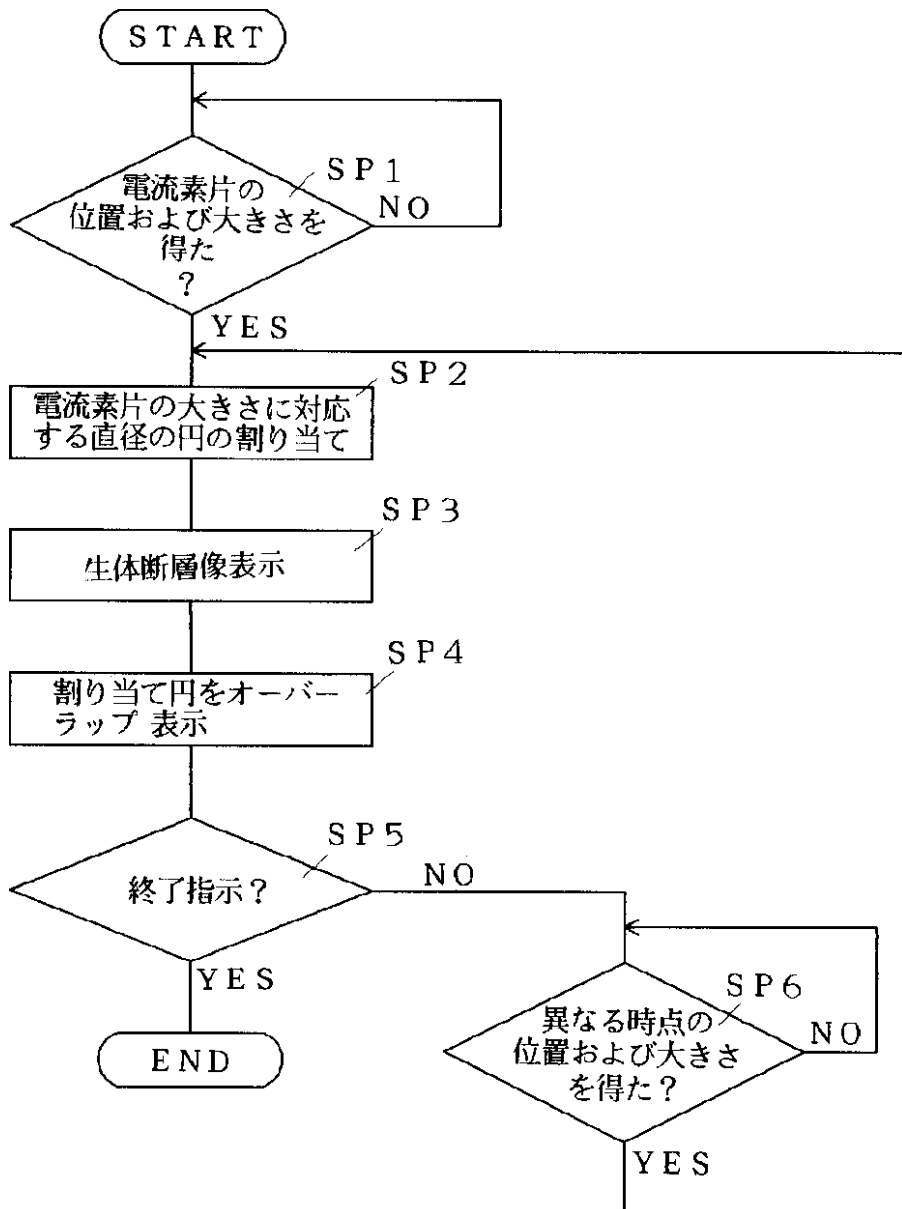 START
SP1
電流素片の
位置および大きさを
得た
?
NO
YES
SP2
電流素片の大きさに対応
する直径の円の割り当て
SP3
生体断層像表示
SP4
割り当て円をオーバー
ラップ 表示
SP5
終了指示?
NO
YES
END
SP6
異なる時点の
位置および大きさ
を得た?
NO
YES